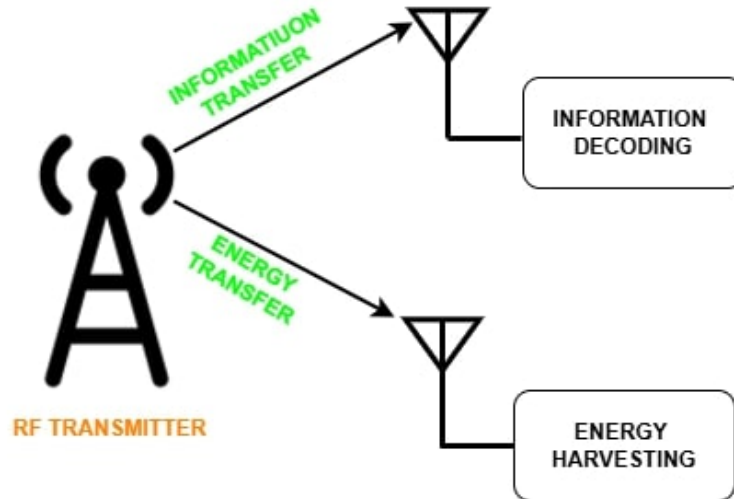 INFORMATIUON
TRANSFER
INFORMATION
DECODING
ENERGY
TRANSFER
RF TRANSMITTER
ENERGY
HARVESTING